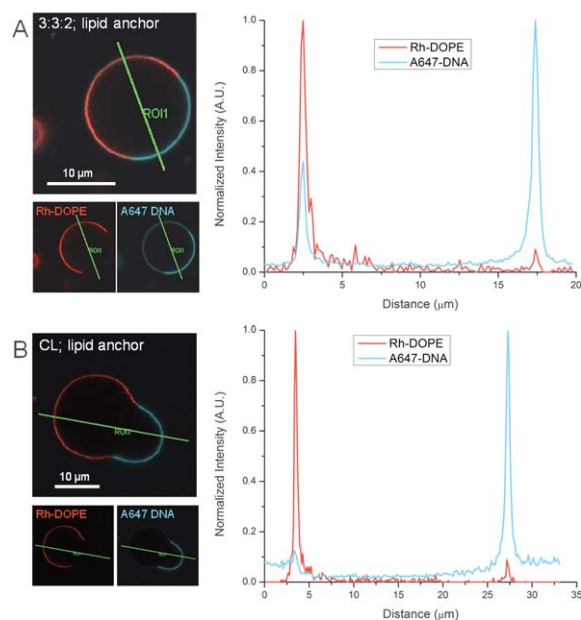 A
3:3:2; lipid anchor
ROI1
10 μm
Rh-DOPE
A647 DNA
ROI1
ROI1
Normalized Intensity (A.U.)
1.0
0.8
0.6
0.4
0.2
0.0
0 5 10 15 20
Distance (μm)
Rh-DOPE
A647-DNA
B
CL; lipid anchor
ROI1
10 μm
Rh-DOPE
A647 DNA
Normalized Intensity (A.U.)
1.0
0.8
0.6
0.4
0.2
0.0
0 5 10 15 20 25 30 35
Distance (μm)
Rh-DOPE
A647-DNA